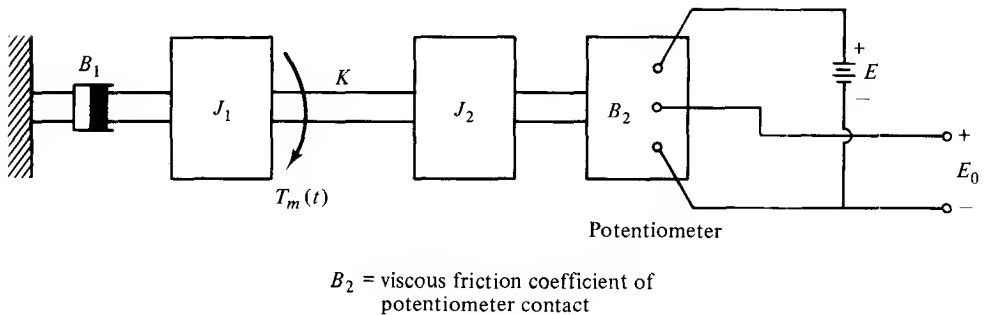 B₁
J₁
K
Tₘ(t)
J₂
B₂
+
E
−
+
E₀
−
Potentiometer
B₂ = viscous friction coefficient of
potentiometer contact